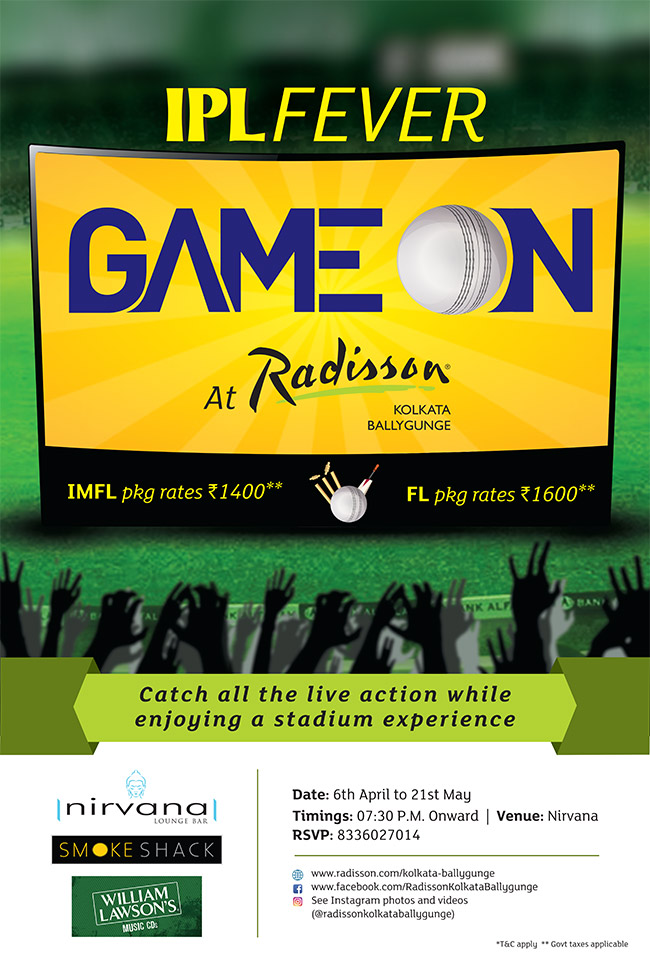 IPL FEVER
GAME ON
At Radisson®
KOLKATA
BALLYGUNGE
IMFL pkg rates ₹1400**
FL pkg rates ₹1600**
Catch all the live action while
enjoying a stadium experience
nirvana
LOUNGE BAR
SMOKE SHACK
WILLIAM
LAWSON'S
MUSIC CDs
Date: 6th April to 21st May
Timings: 07:30 P.M. Onward | Venue: Nirvana
RSVP: 8336027014
www.radisson.com/kolkata-ballygunge
www.facebook.com/RadissonKolkataBallygunge
See Instagram photos and videos
(@radissonkolkataballygunge)
*T&C apply ** Govt taxes applicable